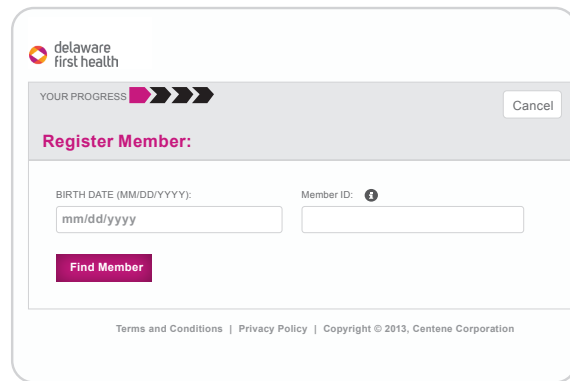 delaware
first health
YOUR PROGRESS
Cancel
Register Member:
BIRTH DATE (MM/DD/YYYY):
Member ID:
mm/dd/yyyy
Find Member
Terms and Conditions | Privacy Policy | Copyright © 2013, Centene Corporation